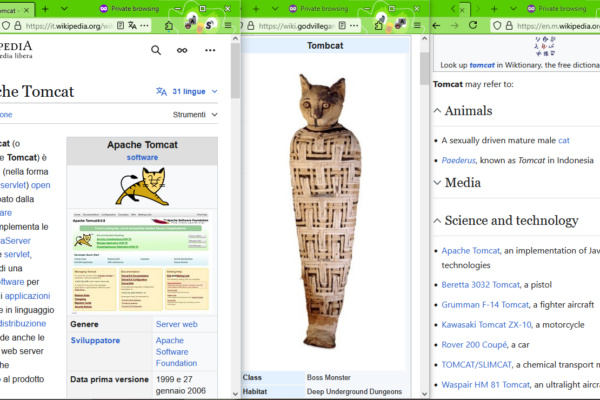 Tomcat -
Private browsing
it.wikipedia.org/wi
PEDIA
pedia libera
he Tomcat
31 lingue
one
Strumenti
cat (o
e Tomcat) è
(nella forma
servlet) open
pato dalla
are
mplementa le
aServer
e servlet,
di una
software per
i applicazioni
e in linguaggio
distribuzione
de anche le
web server
che
al prodotto
Apache Tomcat
software
Genere
Server web
Sviluppatore
Apache
Software
Foundation
Data prima versione
1999 e 27
gennaio 2006
Private browsing
https://wiki.godvillega
Tombcat
Class
Boss Monster
Habitat
Deep Underground Dungeons
Private browsing
https://en.m.wikipedia.org
Look up tomcat in Wiktionary, the free dictionar
Tomcat may refer to:
Animals
A sexually driven mature male cat
Paederus, known as Tomcat in Indonesia
Media
Science and technology
Apache Tomcat, an implementation of Jav
technologies
Beretta 3032 Tomcat, a pistol
Grumman F-14 Tomcat, a fighter aircraft
Kawasaki Tomcat ZX-10, a motorcycle
Rover 200 Coupé, a car
TOMCAT/SLIMCAT, a chemical transport m
Waspair HM 81 Tomcat, an ultralight aircraf